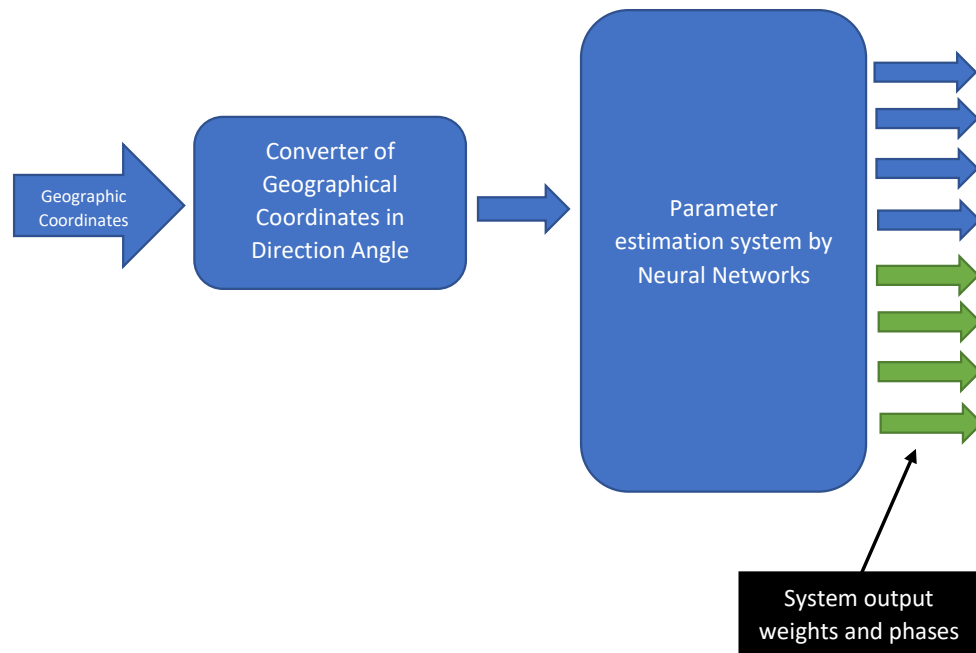 Geographic
Coordinates
Converter of
Geographical
Coordinates in
Direction Angle
Parameter
estimation system by
Neural Networks
System output
weights and phases